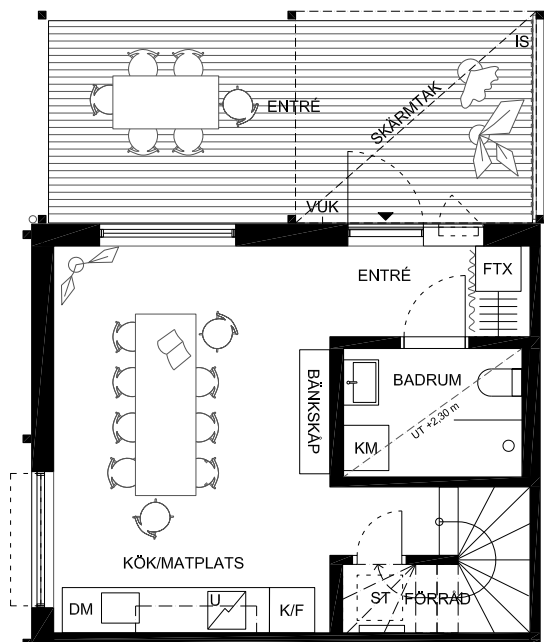 IS
ENTRÉ
SKÄRMTAK
VUK
ENTRÉ
FTX
BÄNKSKÅP
BADRUM
UT +2,30 m
KM
KÖK/MATPLATS
DM
U
K/F
ST
FÖRRÅD